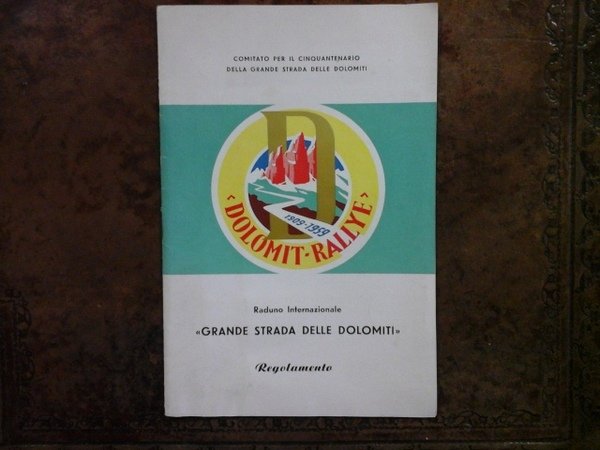 COMITATO PER IL CINQUANTENARIO
DELLA GRANDE STRADA DELLE DOLOMITI
D
1909-1959
‹ DOLOMIT-RALLYE ›
Raduno Internazionale
«GRANDE STRADA DELLE DOLOMITI»
Regolamento